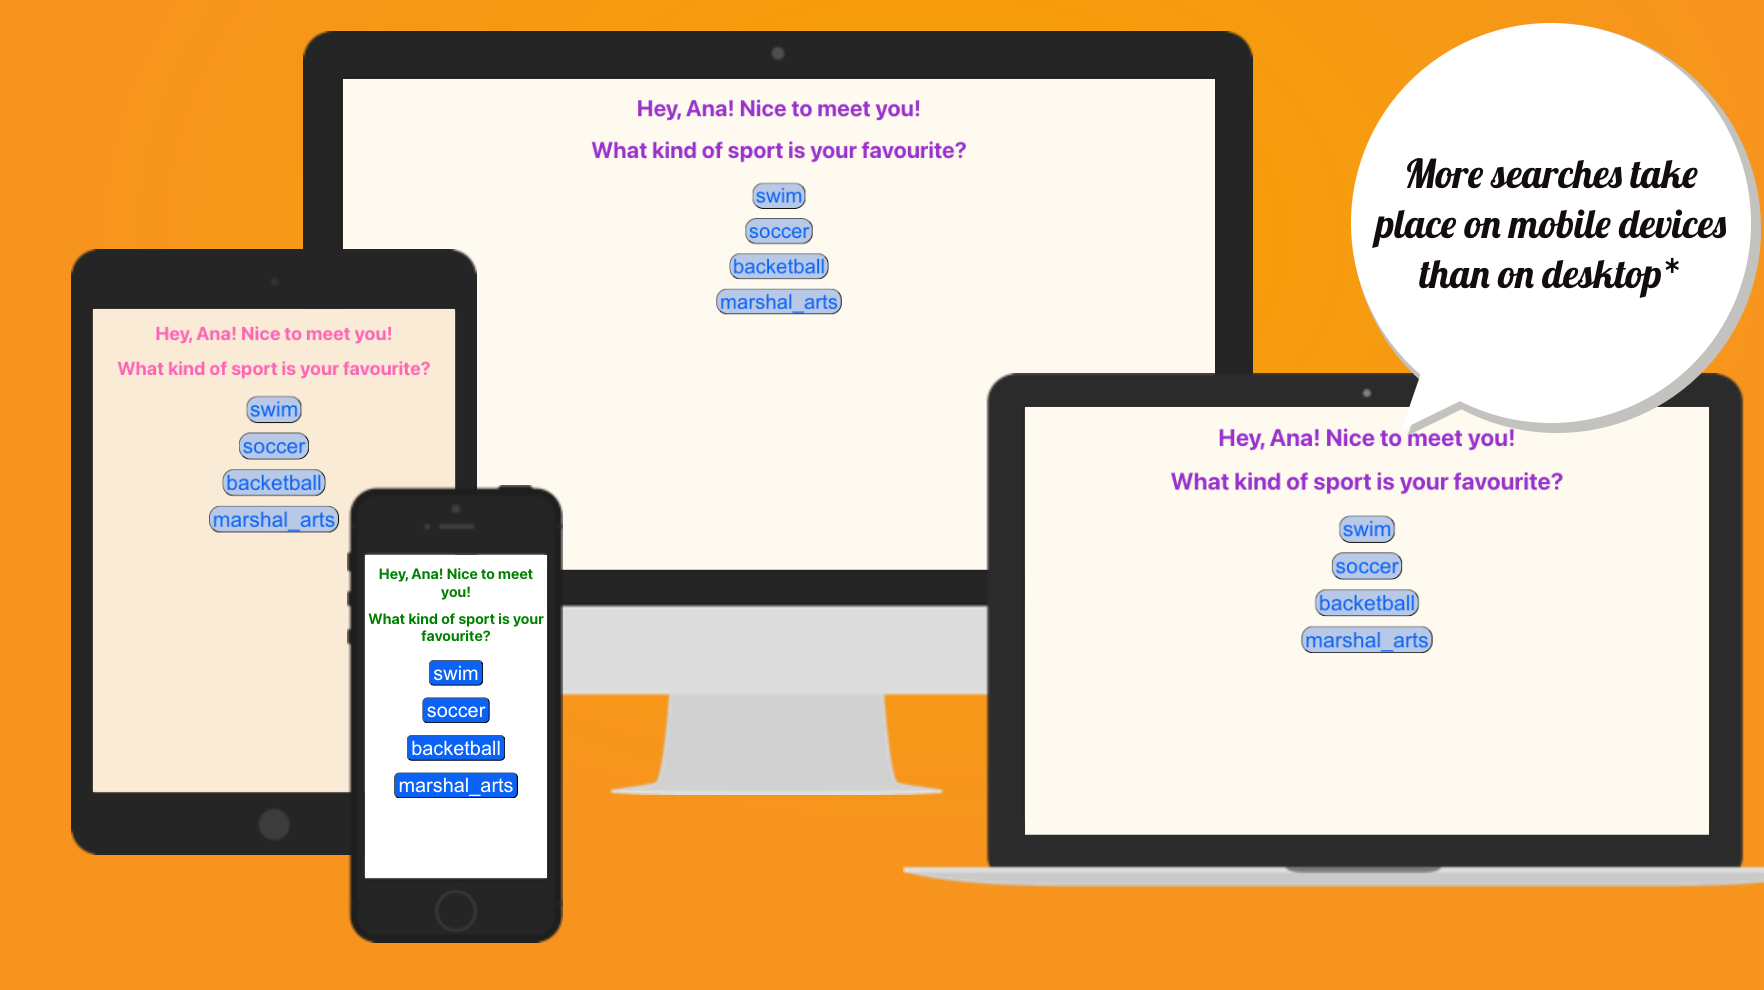 Hey, Ana! Nice to meet you!
What kind of sport is your favourite?
swim
soccer
backetball
marshal_arts
More searches take
place on mobile devices
than on desktop*
Hey, Ana! Nice to meet you!
What kind of sport is your favourite?
swim
soccer
backetball
marshal_arts
Hey, Ana! Nice to meet
you!
What kind of sport is your
favourite?
swim
soccer
backetball
marshal_arts
Hey, Ana! Nice to meet you!
What kind of sport is your favourite?
swim
soccer
backetball
marshal_arts